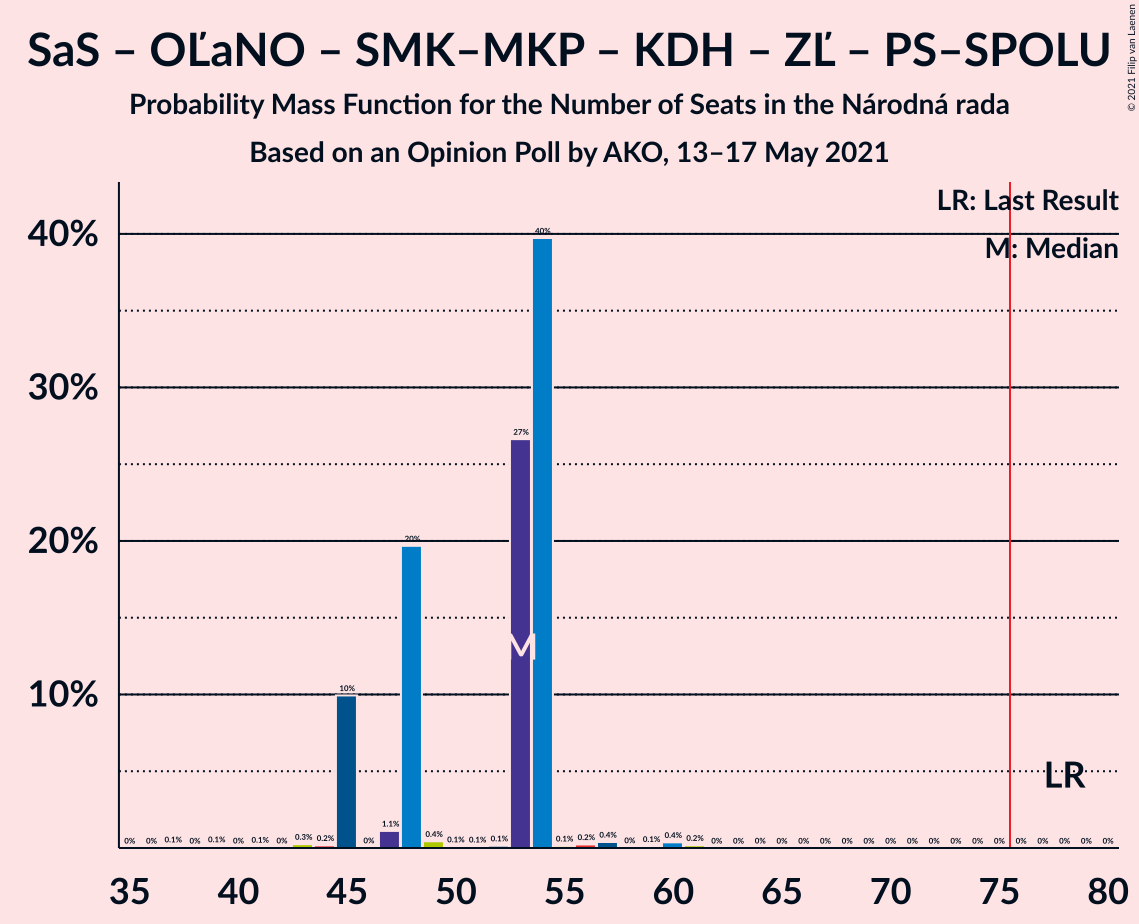 SaS – OĽaNO – SMK–MKP – KDH – ZĽ – PS–SPOLU
Probability Mass Function for the Number of Seats in the Národná rada
Based on an Opinion Poll by AKO, 13–17 May 2021
© 2021 Filip van Laenen
LR: Last Result
M: Median
40%
30%
20%
10%
0% 0% 0.1% 0% 0.1% 0% 0.1% 0% 0.3% 0.2% 10% 0% 1.1% 20% 0.4% 0.1% 0.1% 0.1% 27% 40% 0.1% 0.2% 0.4% 0% 0.1% 0.4% 0.2% 0% 0% 0% 0% 0% 0% 0% 0% 0% 0% 0% 0% 0% 0% 0% 0% 0% 0% 0%
M
LR
35 40 45 50 55 60 65 70 75 80